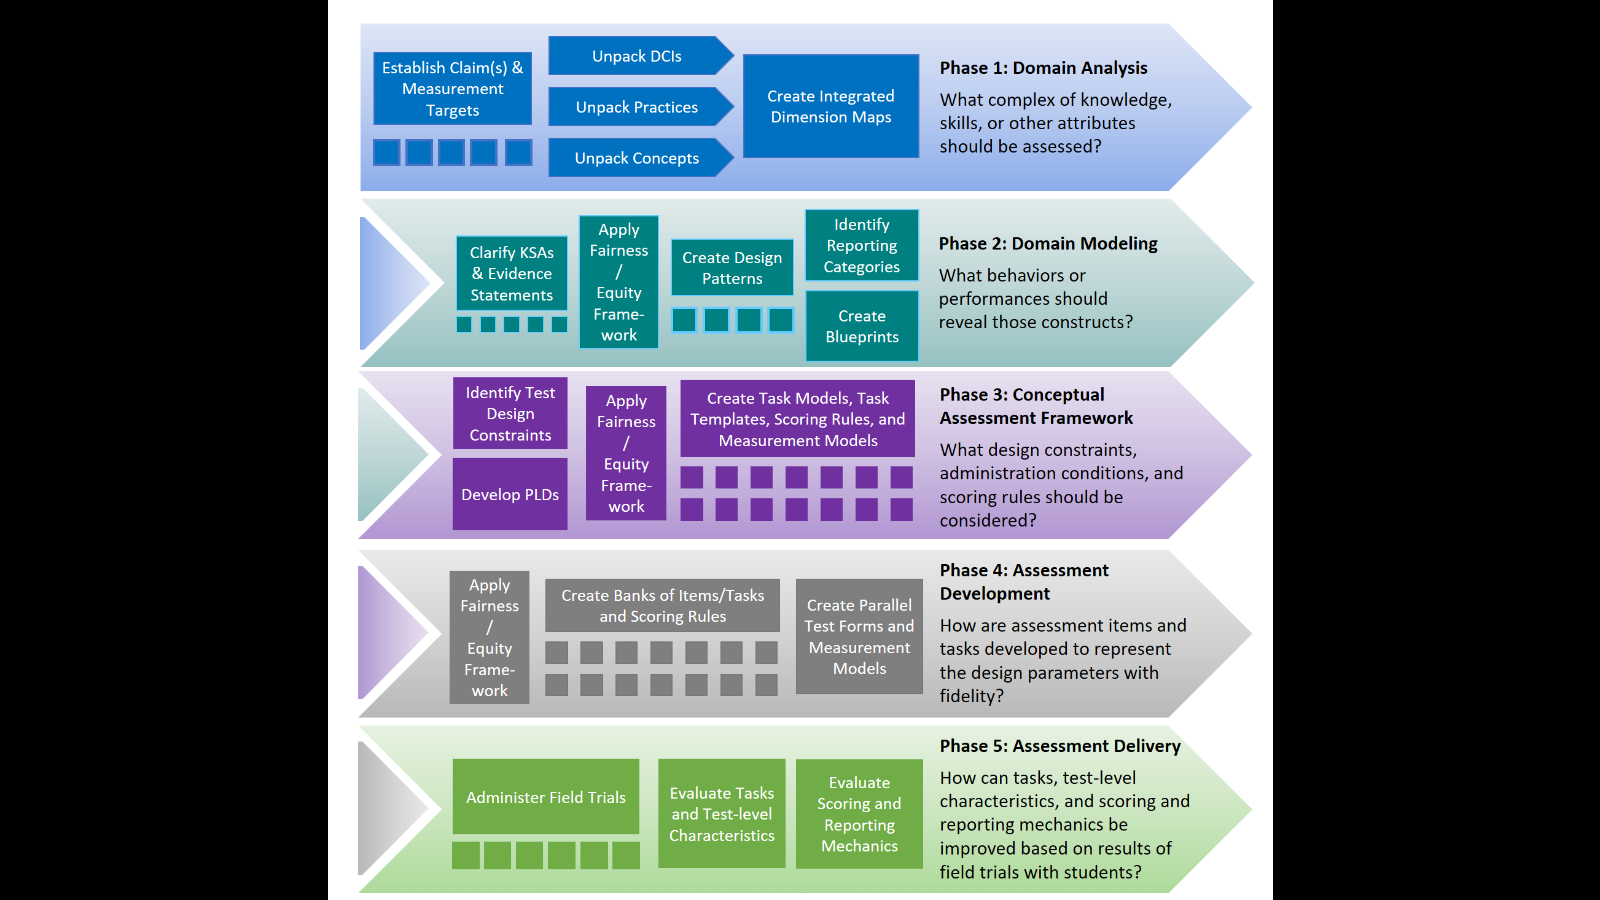 Establish Claim(s) &
Measurement
Targets
Unpack DCIs
Unpack Practices
Unpack Concepts
Create Integrated
Dimension Maps
Phase 1: Domain Analysis
What complex of knowledge,
skills, or other attributes
should be assessed?
Clarify KSAs
& Evidence
Statements
Apply
Fairness
/
Equity
Frame-
work
Create Design
Patterns
Identify
Reporting
Categories
Create
Blueprints
Phase 2: Domain Modeling
What behaviors or
performances should
reveal those constructs?
Identify Test
Design
Constraints
Develop PLDs
Apply
Fairness
/
Equity
Frame-
work
Create Task Models, Task
Templates, Scoring Rules, and
Measurement Models
Phase 3: Conceptual
Assessment Framework
What design constraints,
administration conditions, and
scoring rules should be
considered?
Apply
Fairness
/
Equity
Frame-
work
Create Banks of Items/Tasks
and Scoring Rules
Create Parallel
Test Forms and
Measurement
Models
Phase 4: Assessment
Development
How are assessment items and
tasks developed to represent
the design parameters with
fidelity?
Administer Field Trials
Evaluate Tasks
and Test-level
Characteristics
Evaluate
Scoring and
Reporting
Mechanics
Phase 5: Assessment Delivery
How can tasks, test-level
characteristics, and scoring and
reporting mechanics be
improved based on results of
field trials with students?